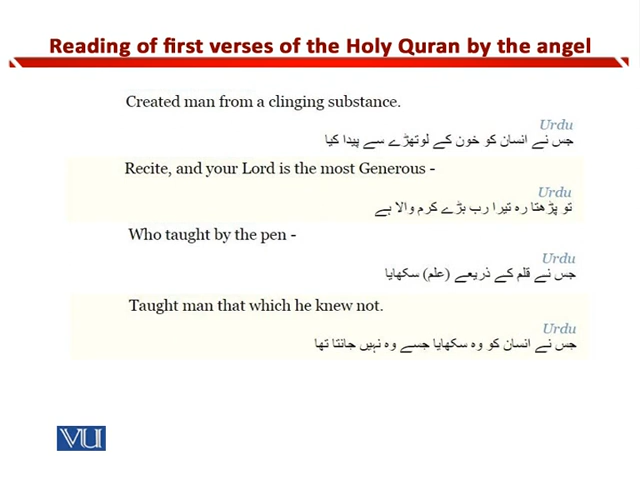 Reading of first verses of the Holy Quran by the angel
Created man from a clinging substance.
Urdu
جس نے انسان کو خون کے لوتھڑے سے پیدا کیا
Recite, and your Lord is the most Generous -
Urdu
تو پڑھتا رہ تیرا رب بڑے کرم والا ہے
Who taught by the pen -
Urdu
جس نے قلم کے ذریعے (علم) سکھایا
Taught man that which he knew not.
Urdu
جس نے انسان کو وہ سکھایا جسے وہ نہیں جانتا تھا
VU